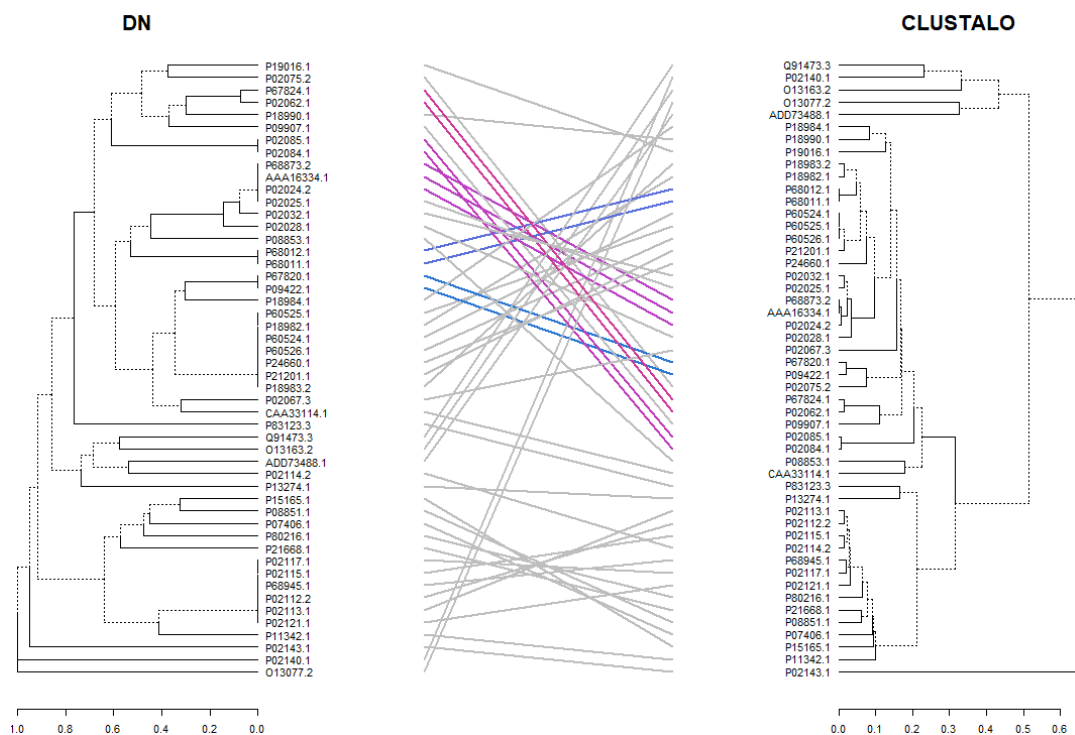 DN
CLUSTALO
P19016.1
P02075.2
P67824.1
P02062.1
P18990.1
P09907.1
P02085.1
P02084.1
P68873.2
AAA16334.1
P02024.2
P02025.1
P02032.1
P02028.1
P08853.1
P68012.1
P68011.1
P67820.1
P09422.1
P18984.1
P60525.1
P18982.1
P60524.1
P60526.1
P24660.1
P21201.1
P18983.2
P02067.3
CAA33114.1
P83123.3
Q91473.3
O13163.2
ADD73488.1
P02114.2
P13274.1
P15165.1
P08851.1
P07406.1
P80216.1
P21668.1
P02117.1
P02115.1
P68945.1
P02112.2
P02113.1
P02121.1
P11342.1
P02143.1
P02140.1
O13077.2
1.0 0.8 0.6 0.4 0.2 0.0
Q91473.3
P02140.1
O13163.2
O13077.2
ADD73488.1
P18984.1
P18990.1
P19016.1
P18983.2
P18982.1
P68012.1
P68011.1
P60524.1
P60525.1
P60526.1
P21201.1
P24660.1
P02032.1
P02025.1
P68873.2
AAA16334.1
P02024.2
P02028.1
P02067.3
P67820.1
P09422.1
P02075.2
P67824.1
P02062.1
P09907.1
P02085.1
P02084.1
P08853.1
CAA33114.1
P83123.3
P13274.1
P02113.1
P02112.2
P02115.1
P02114.2
P68945.1
P02117.1
P02121.1
P80216.1
P21668.1
P08851.1
P07406.1
P15165.1
P11342.1
P02143.1
0.0 0.1 0.2 0.3 0.4 0.5 0.6